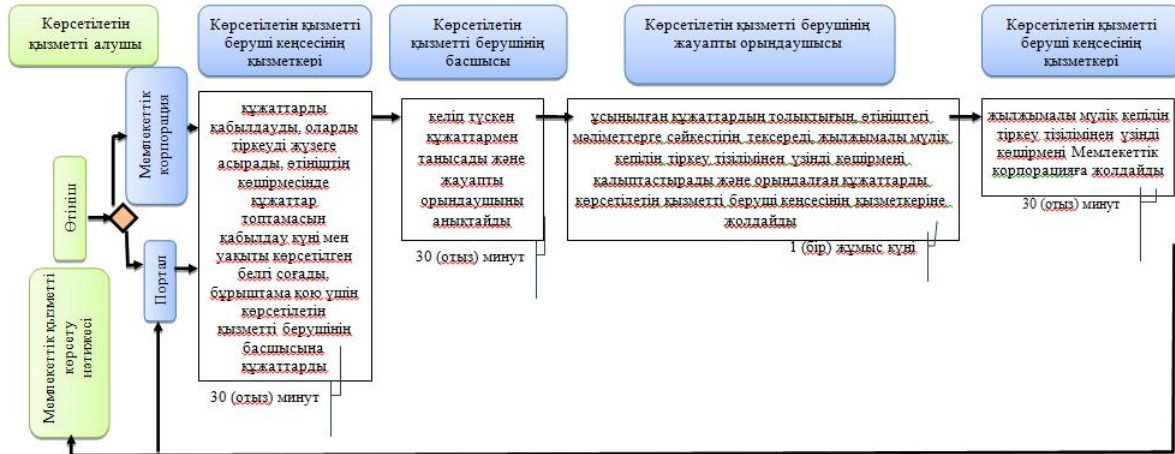 Көрсетілетін
қызметті алушы
Көрсетілетін қызметті
беруші кеңсесінің
қызметкері
Көрсетілетін
қызметті берушінің
басшысы
Көрсетілетін қызметті берушінің
жауапты орындаушысы
Көрсетілетін қызметті
беруші кеңсесінің
қызметкері
Өтініш
Мемлекеттік
корпорация
Портал
Мемлекеттік қызметті
көрсету
нәтижесі
құжаттарды
қабылдауды, оларды
тіркеуді жүзеге
асырады, өтініштің
көшірмесінде
құжаттар
топтамасын
қабылдау күні мен
уақыты көрсетілген
белгі соғады,
бұрыштама қою үшін
көрсетілетін
қызметті берушінің
басшысына
құжаттарды
30 (отыз) минут
келіп түскен
құжаттармен
танысады және
жауапты
орындаушыны
анықтайды
30 (отыз) минут
ұсынылған құжаттардың толықтығын, өтініштегі
мәліметтерге сәйкестігін тексереді, жылжымалы мүлік
кепілін тіркеу тізілімінен үзінді көшірмені
қалыптастырады және орындалған құжаттарды
көрсетілетін қызметті беруші кеңсесінің қызметкеріне
жолдайды
1 (бір) жұмыс күні
жылжымалы мүлік кепілін
тіркеу тізілімінен үзінді
көшірмені Мемлекеттік
корпорацияға жолдайды
30 (отыз) минут